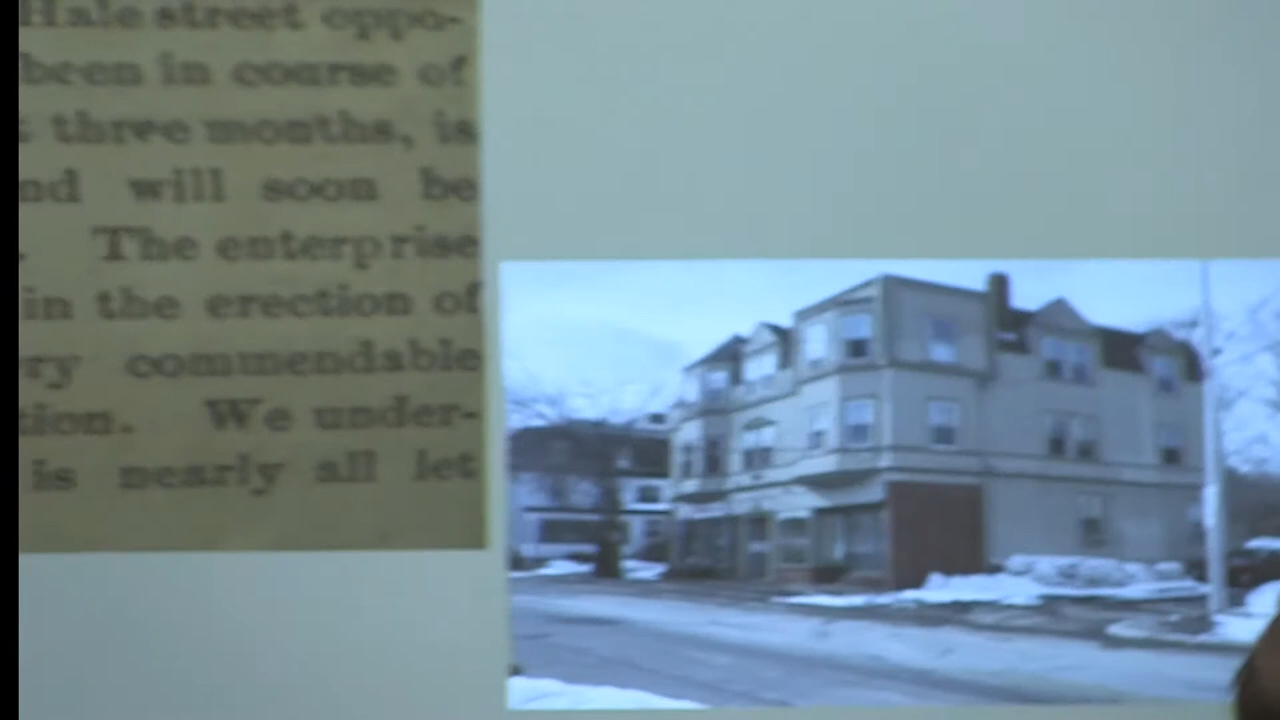 Hale street oppo-
been in course of
three months, is
nd will soon be
. The enterprise
in the erection of
ry commendable
tion. We under-
is nearly all let